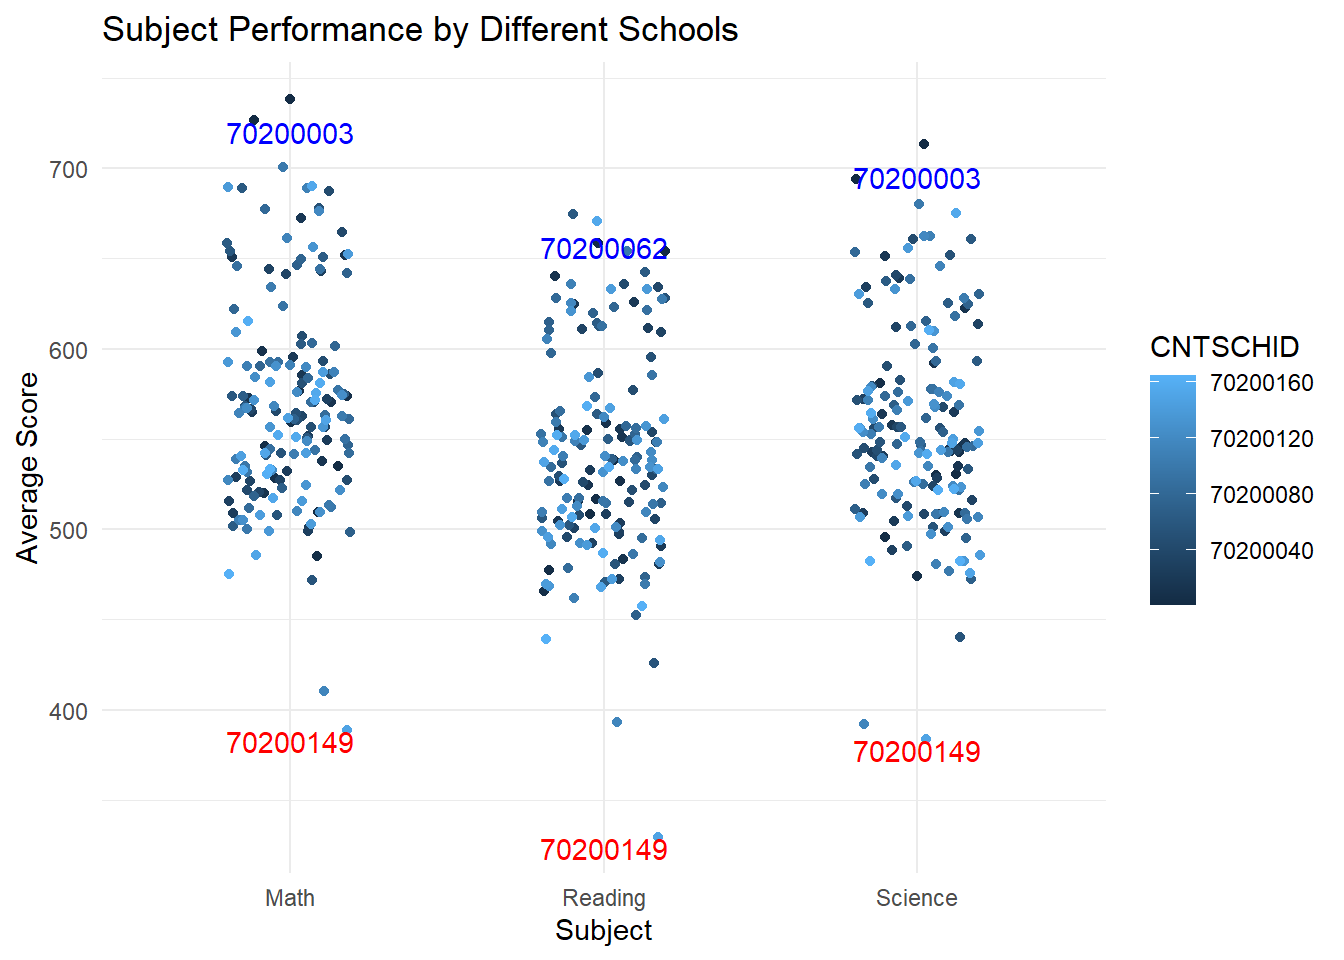 Subject Performance by Different Schools
Average Score
700
600
500
400
70200003
70200149
70200062
70200149
70200003
70200149
Math
Reading
Science
Subject
CNTSCHID
70200160
70200120
70200080
70200040